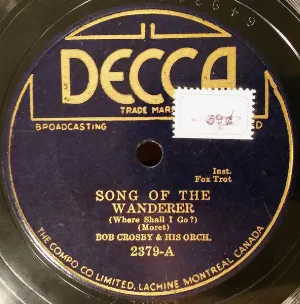 DECCA
TRADE MAR
BROADCASTING
ED
39¢
Inst.
Fox Trot
SONG OF THE
WANDERER
(Where Shall I Go?)
(Moret)
BOB CROSBY & HIS ORCH.
2379-A
THE COMPO CO LIMITED, LACHINE MONTREAL CANADA